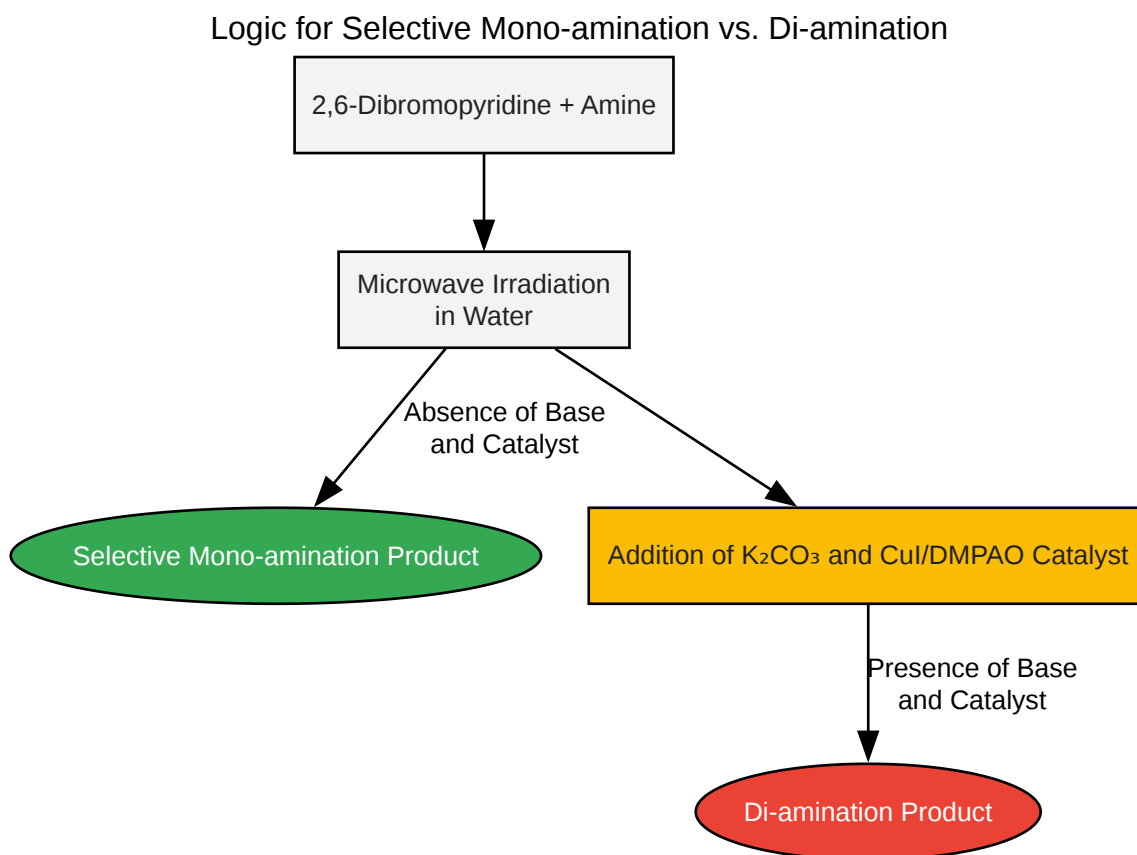 Logic for Selective Mono-amination vs. Di-amination
2,6-Dibromopyridine + Amine
Microwave Irradiation
in Water
Absence of Base
and Catalyst
Selective Mono-amination Product
Addition of K₂CO₃ and CuI/DMPAO Catalyst
Presence of Base
and Catalyst
Di-amination Product